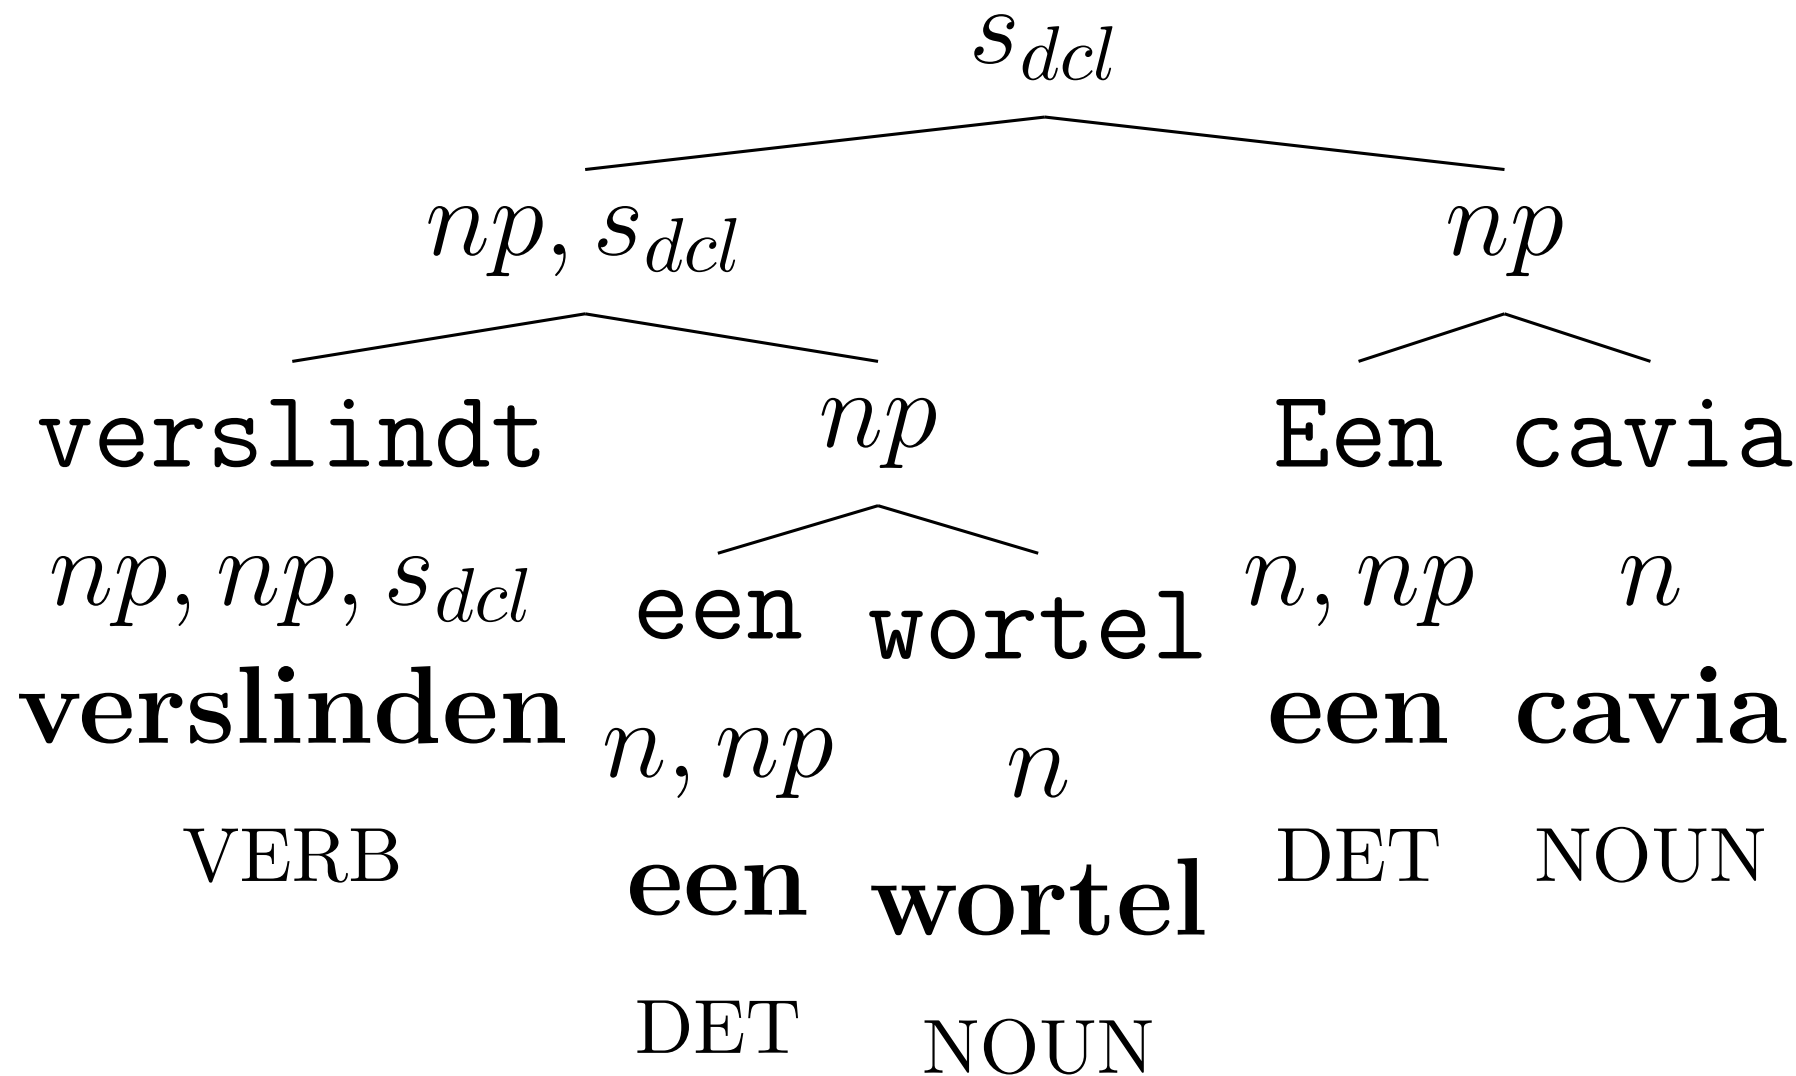 s_dcl
np, s_dcl np
verslindt np Een cavia
np, np, s_dcl een wortel n, np n
verslinden n, np n een cavia
VERB een wortel DET NOUN
DET NOUN